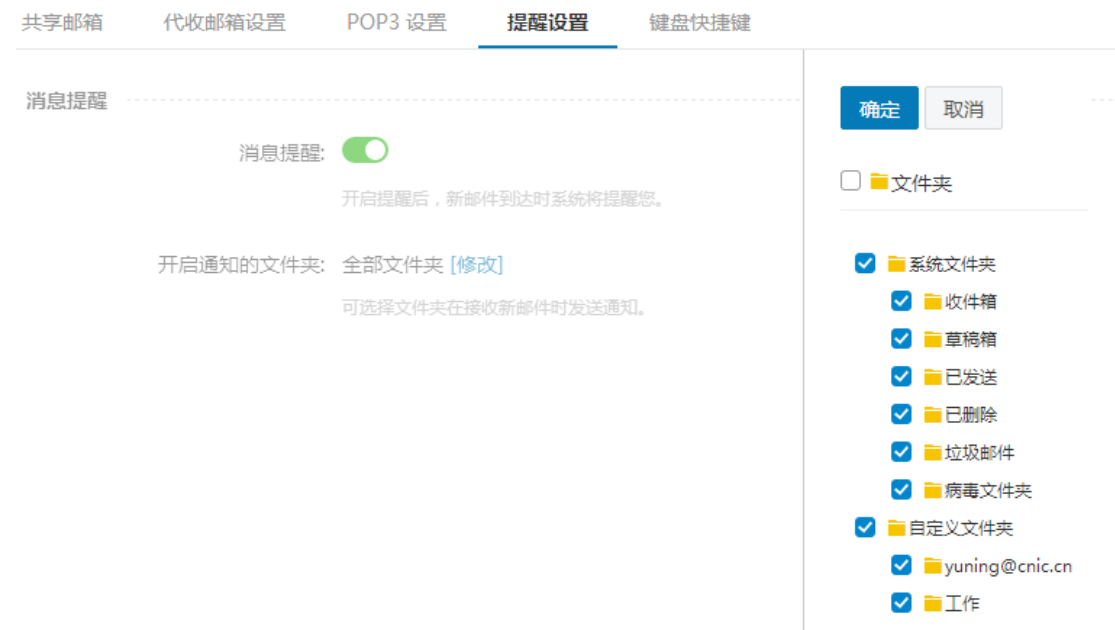 共享邮箱 代收邮箱设置 POP3 设置 提醒设置 键盘快捷键
消息提醒
消息提醒:
开启提醒后，新邮件到达时系统将提醒您。
开启通知的文件夹: 全部文件夹 [修改]
可选择文件夹在接收新邮件时发送通知。
确定 取消
文件夹
系统文件夹
收件箱
草稿箱
已发送
已删除
垃圾邮件
病毒文件夹
自定义文件夹
yuning@cnic.cn
工作